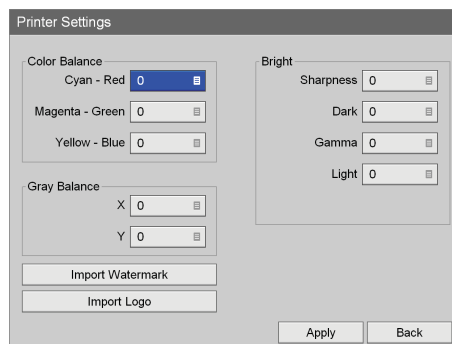 Printer Settings
Color Balance
Cyan - Red 0
Magenta - Green 0
Yellow - Blue 0
Gray Balance
X 0
Y 0
Import Watermark
Import Logo
Bright
Sharpness 0
Dark 0
Gamma 0
Light 0
Apply Back